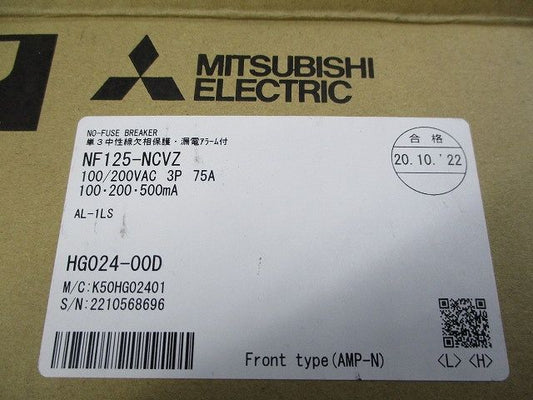 MITSUBISHI
ELECTRIC
NO-FUSE BREAKER
単3中性線欠相保護・漏電アラーム付
NF125-NCVZ
100/200VAC 3P 75A
100・200・500mA
AL-1LS
合格
20.10.'22
HG024-00D
M/C:K50HG02401
S/N:2210568696
Front type(AMP-N)
<L> <H>